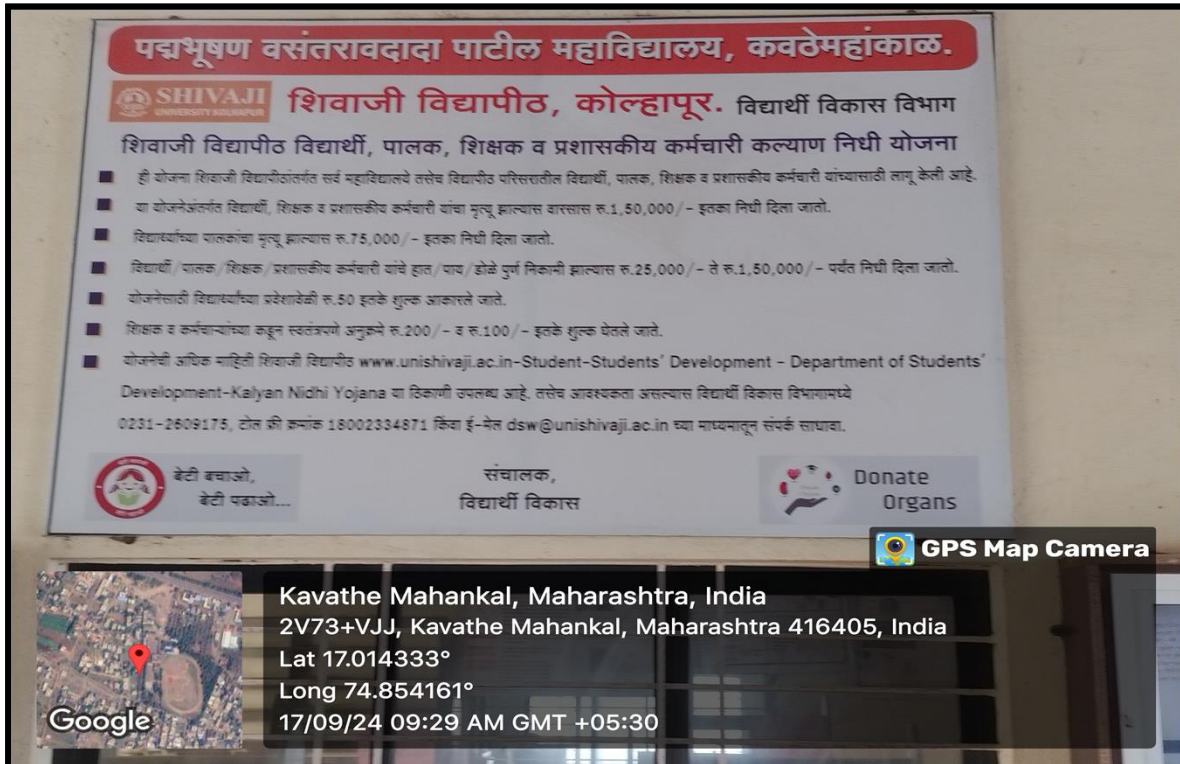 पद्मभूषण वसंतरावदादा पाटील महाविद्यालय, कवठेमहांकाळ.
SHIVAJI
UNIVERSITY KOLHAPUR
शिवाजी विद्यापीठ, कोल्हापूर. विद्यार्थी विकास विभाग
शिवाजी विद्यापीठ विद्यार्थी, पालक, शिक्षक व प्रशासकीय कर्मचारी कल्याण निधी योजना
■ ही योजना शिवाजी विद्यापीठांतर्गत सर्व महाविद्यालये तसेच विद्यापीठ परिसरातील विद्यार्थी, पालक, शिक्षक व प्रशासकीय कर्मचारी यांच्यासाठी लागू केली आहे.
■ या योजनेअंतर्गत विद्यार्थी, शिक्षक व प्रशासकीय कर्मचारी यांचा मृत्यू झाल्यास वारसास रु.1,50,000/- इतका निधी दिला जातो.
■ विद्यार्थ्याच्या पालकांचा मृत्यू झाल्यास रु.75,000/- इतका निधी दिला जातो.
■ विद्यार्थी/पालक/शिक्षक/प्रशासकीय कर्मचारी यांचे हात/पाय/डोळे पुर्ण निकामी झाल्यास रु.25,000/- ते रु.1,50,000/- पर्यंत निधी दिला जातो.
■ योजनेसाठी विद्यार्थ्यांच्या प्रवेशावेळी रु.50 इतके शुल्क आकारले जाते.
■ शिक्षक व कर्मचाऱ्यांच्या कडून स्वतंत्रपणे अनुक्रमे रु.200/- व रु.100/- इतके शुल्क घेतले जाते.
■ योजनेची अधिक माहिती शिवाजी विद्यापीठ www.unishivaji.ac.in-Student-Students' Development - Department of Students'
Development-Kalyan Nidhi Yojana या ठिकाणी उपलब्ध आहे. तसेच आवश्यकता असल्यास विद्यार्थी विकास विभागामध्ये
0231-2609175, टोल फ्री क्रमांक 18002334871 किंवा ई-मेल dsw@unishivaji.ac.in च्या माध्यमातून संपर्क साधावा.
बेटी बचाओ,
बेटी पढाओ...
संचालक,
विद्यार्थी विकास
Donate
Organs
GPS Map Camera
Kavathe Mahankal, Maharashtra, India
2V73+VJJ, Kavathe Mahankal, Maharashtra 416405, India
Lat 17.014333°
Long 74.854161°
17/09/24 09:29 AM GMT +05:30
Google